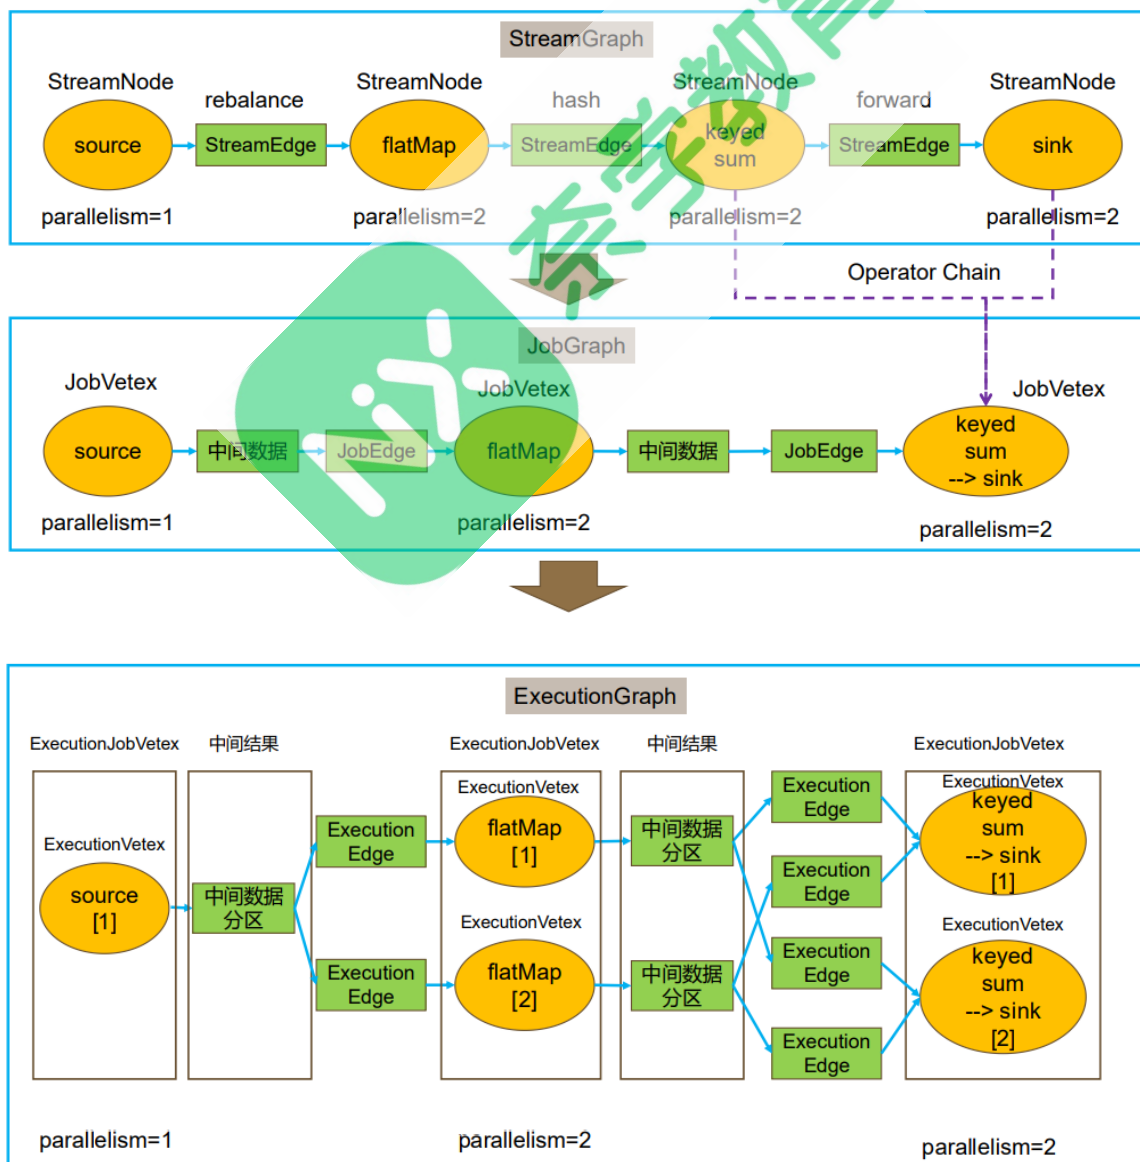 StreamGraph
StreamNode
StreamNode
StreamNode
StreamNode
rebalance
hash
forward
source
StreamEdge
flatMap
StreamEdge
keyed
sum
StreamEdge
sink
parallelism=1
parallelism=2
parallelism=2
parallelism=2
奈学教育
Operator Chain
JobGraph
JobVetex
JobVetex
JobVetex
source
中间数据
JobEdge
flatMap
中间数据
JobEdge
keyed
sum
--> sink
parallelism=1
parallelism=2
parallelism=2
ExecutionGraph
ExecutionJobVetex
中间结果
ExecutionJobVetex
中间结果
ExecutionJobVetex
ExecutionVetex
source
[1]
中间数据
分区
Execution
Edge
Execution
Edge
ExecutionVetex
flatMap
[1]
ExecutionVetex
flatMap
[2]
中间数据
分区
中间数据
分区
Execution
Edge
Execution
Edge
Execution
Edge
Execution
Edge
ExecutionVetex
keyed
sum
--> sink
[1]
ExecutionVetex
keyed
sum
--> sink
[2]
parallelism=1
parallelism=2
parallelism=2